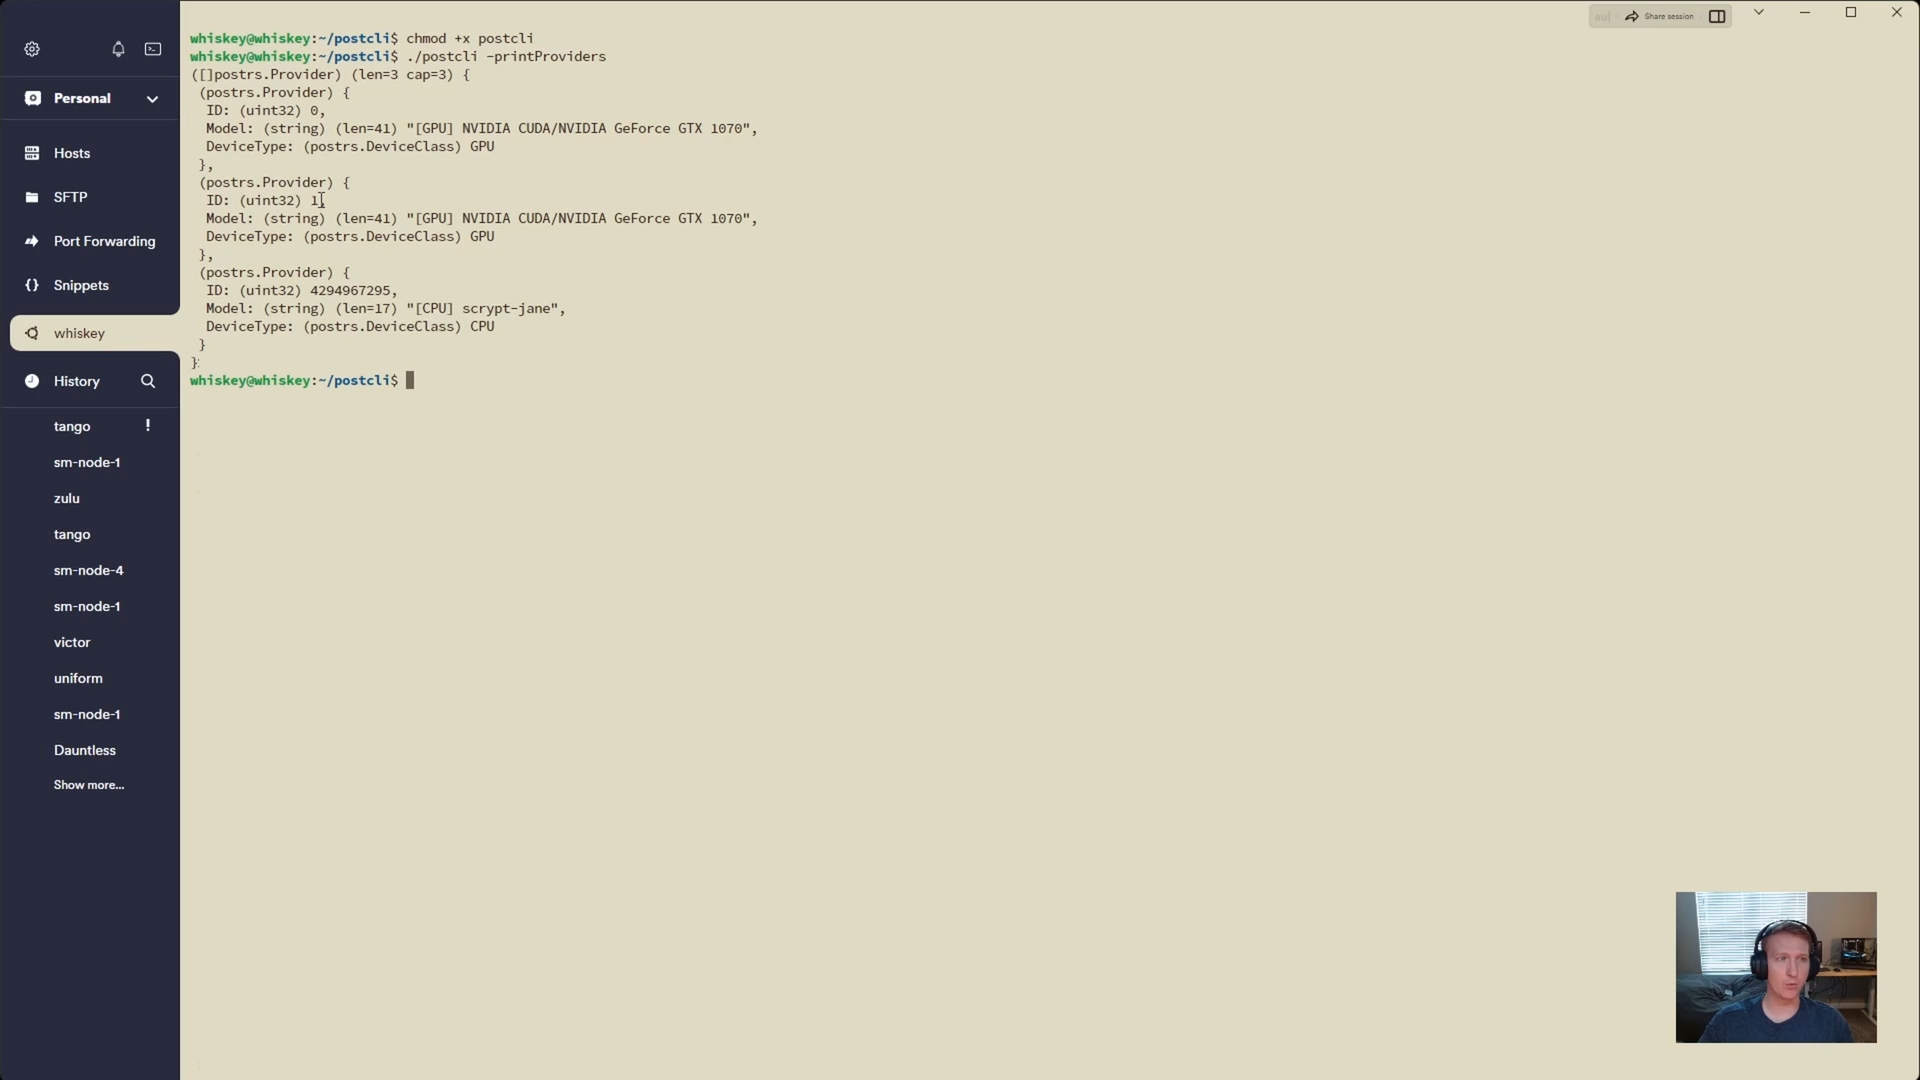 Share session
Personal
Hosts
SFTP
Port Forwarding
Snippets
whiskey
History
tango !
sm-node-1
zulu
tango
sm-node-4
sm-node-1
victor
uniform
sm-node-1
Dauntless
Show more...
whiskey@whiskey:~/postcli$ chmod +x postcli
whiskey@whiskey:~/postcli$ ./postcli -printProviders
([]postrs.Provider) (len=3 cap=3) {
(postrs.Provider) {
ID: (uint32) 0,
Model: (string) (len=41) "[GPU] NVIDIA CUDA/NVIDIA GeForce GTX 1070",
DeviceType: (postrs.DeviceClass) GPU
},
(postrs.Provider) {
ID: (uint32) 1,
Model: (string) (len=41) "[GPU] NVIDIA CUDA/NVIDIA GeForce GTX 1070",
DeviceType: (postrs.DeviceClass) GPU
},
(postrs.Provider) {
ID: (uint32) 4294967295,
Model: (string) (len=17) "[CPU] scrypt-jane",
DeviceType: (postrs.DeviceClass) CPU
}
}
whiskey@whiskey:~/postcli$